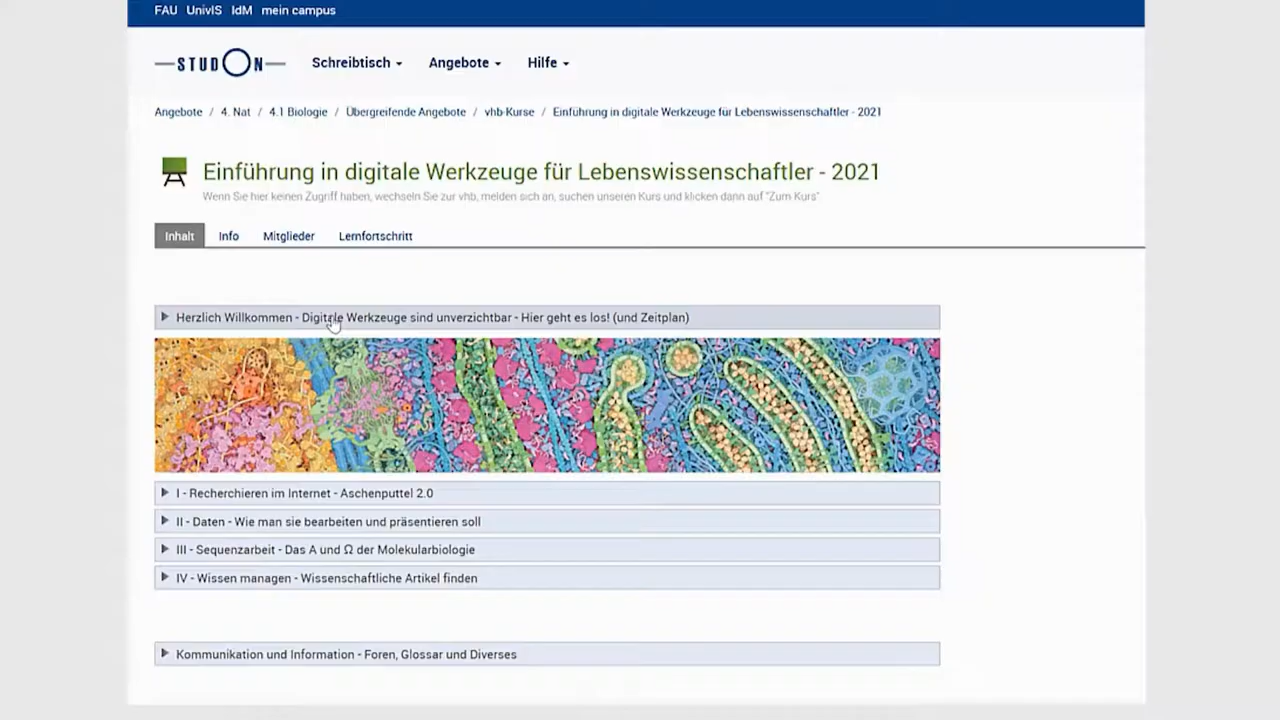 FAU UnivIS IdM mein campus
STUDON Schreibtisch Angebote Hilfe
Angebote / 4. Nat / 4.1 Biologie / Übergreifende Angebote / vhb-Kurse / Einführung in digitale Werkzeuge für Lebenswissenschaftler - 2021
Einführung in digitale Werkzeuge für Lebenswissenschaftler - 2021
Wenn Sie hier keinen Zugriff haben, wechseln Sie zur vhb, melden sich an, suchen unseren Kurs und klicken dann auf "Zum Kurs"
Inhalt Info Mitglieder Lernfortschritt
Herzlich Willkommen - Digitale Werkzeuge sind unverzichtbar - Hier geht es los! (und Zeitplan)
I - Recherchieren im Internet - Aschenputtel 2.0
II - Daten - Wie man sie bearbeiten und präsentieren soll
III - Sequenzarbeit - Das A und Ω der Molekularbiologie
IV - Wissen managen - Wissenschaftliche Artikel finden
Kommunikation und Information - Foren, Glossar und Diverses